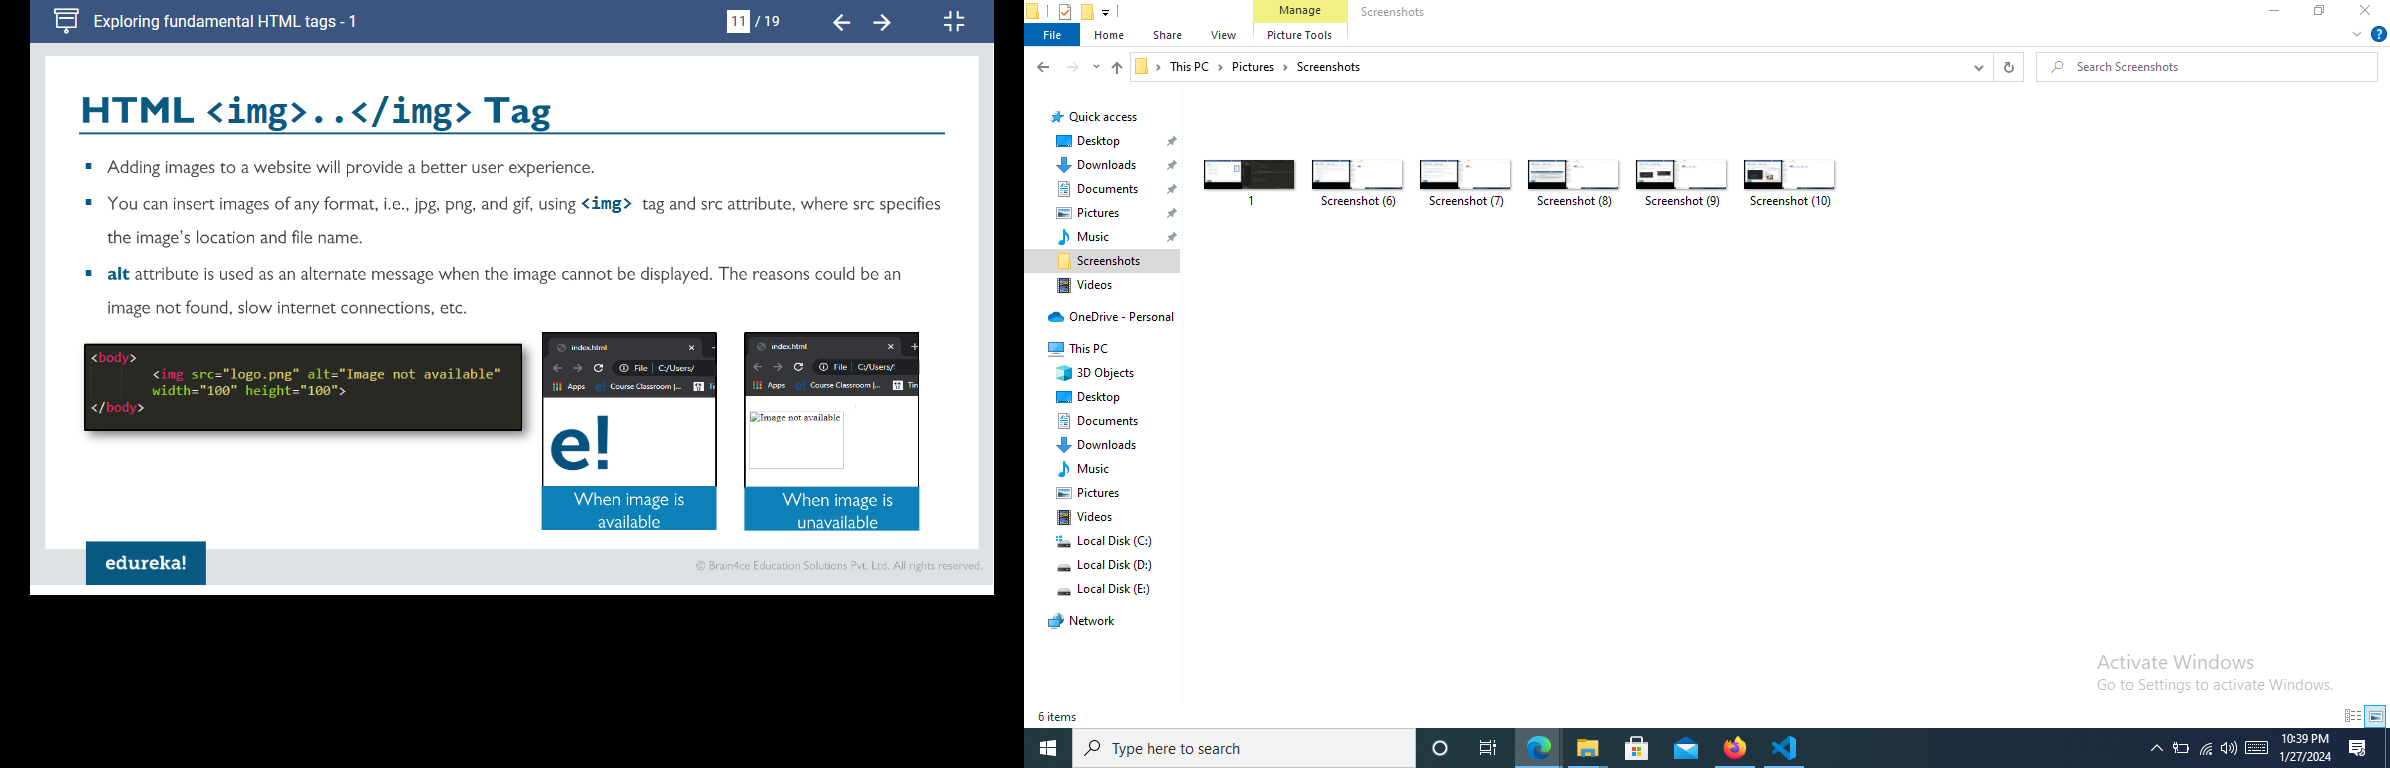 Exploring fundamental HTML tags - 1
11 / 19
HTML <img>..</img> Tag
Adding images to a website will provide a better user experience.
You can insert images of any format, i.e., jpg, png, and gif, using <img> tag and src attribute, where src specifies
the image's location and file name.
alt attribute is used as an alternate message when the image cannot be displayed. The reasons could be an
image not found, slow internet connections, etc.
<body>
<img src="logo.png" alt="Image not available"
width="100" height="100">
</body>
index.html
File C:/Users/
Apps e! Course Classroom |... Ti
e!
When image is
available
index.html
File C:/Users/
Apps e! Course Classroom |... Tin
Image not available
When image is
unavailable
edureka!
© Brain4ce Education Solutions Pvt. Ltd. All rights reserved.
Manage
Screenshots
File
Home
Share
View
Picture Tools
This PC > Pictures > Screenshots
Search Screenshots
Quick access
Desktop
Downloads
Documents
Pictures
Music
Screenshots
Videos
OneDrive - Personal
This PC
3D Objects
Desktop
Documents
Downloads
Music
Pictures
Videos
Local Disk (C:)
Local Disk (D:)
Local Disk (E:)
Network
1
Screenshot (6)
Screenshot (7)
Screenshot (8)
Screenshot (9)
Screenshot (10)
Activate Windows
Go to Settings to activate Windows.
6 items
Type here to search
10:39 PM
1/27/2024